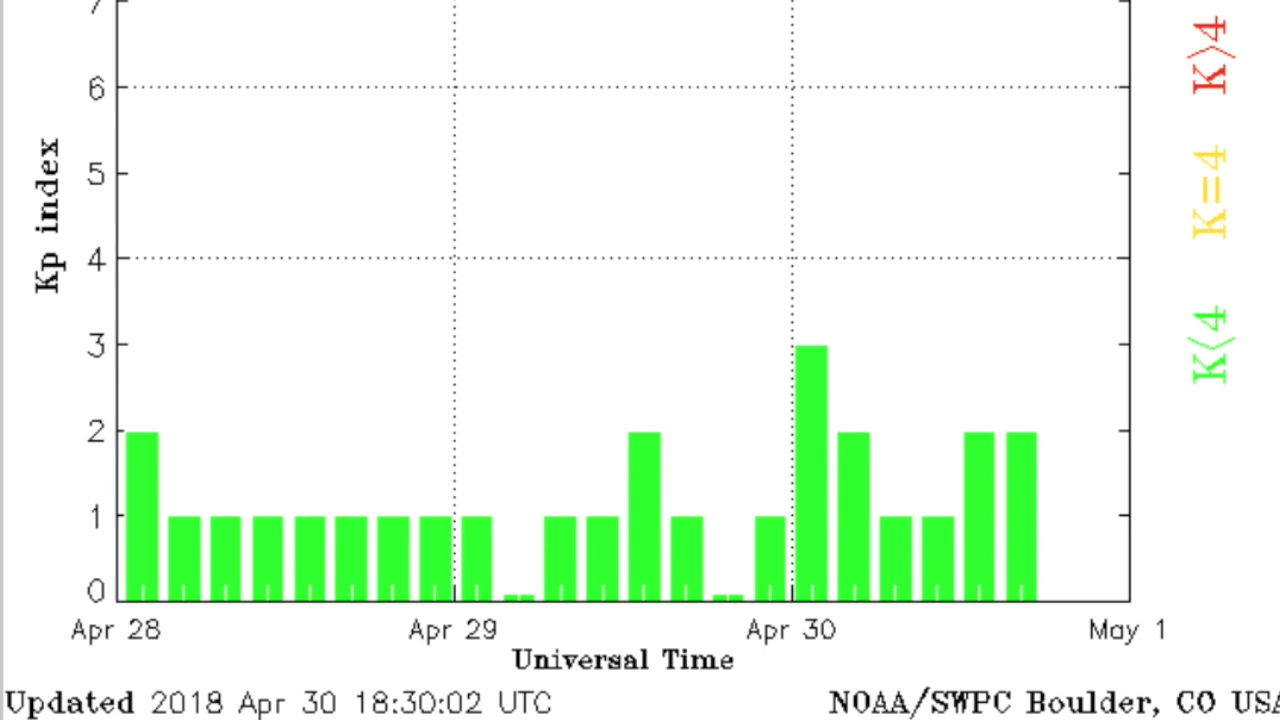 7
6
5
4
3
2
1
0
Kp index
Apr 28 Apr 29 Apr 30 May 1
Universal Time
Updated 2018 Apr 30 18:30:02 UTC
NOAA/SWPC Boulder, CO USA
K>4
K=4
K<4